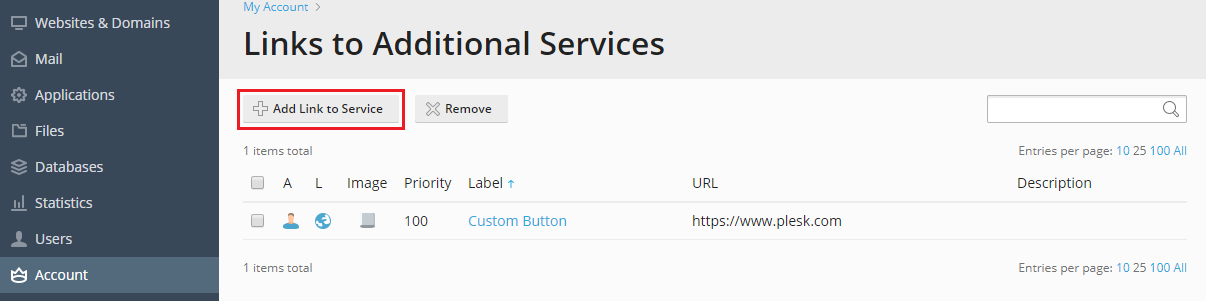 My Account >
Links to Additional Services
Websites & Domains
Mail
Applications
Files
Databases
Statistics
Users
Account
Add Link to Service
Remove
1 items total
Entries per page: 10 25 100 All
A L Image Priority Label ↑ URL Description
100 Custom Button https://www.plesk.com
1 items total
Entries per page: 10 25 100 All